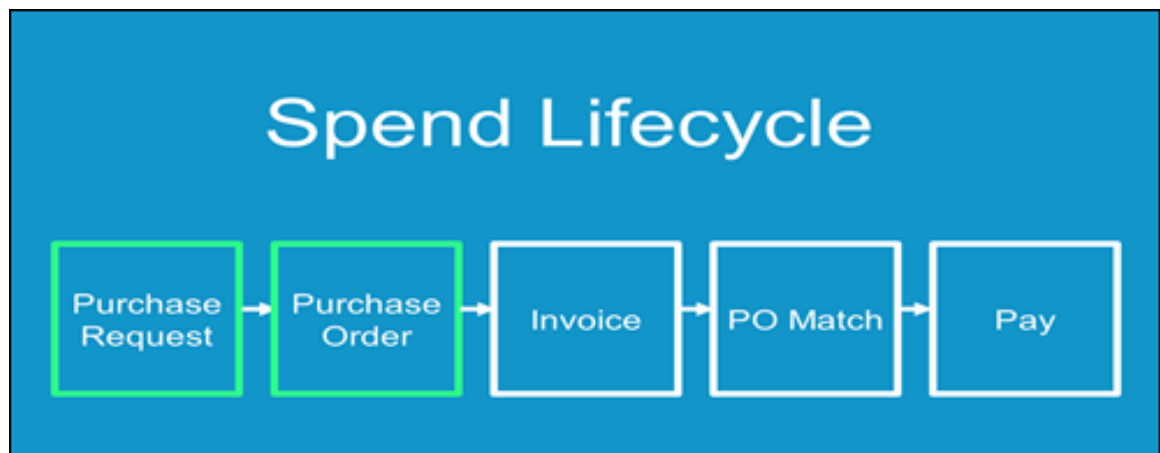 Spend Lifecycle
Purchase
Request
Purchase
Order
Invoice
PO Match
Pay